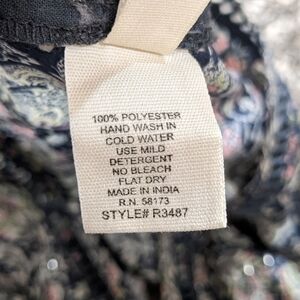 100% POLYESTER
HAND WASH IN
COLD WATER
USE MILD
DETERGENT
NO BLEACH
FLAT DRY
MADE IN INDIA
R.N. 58173
STYLE# R3487